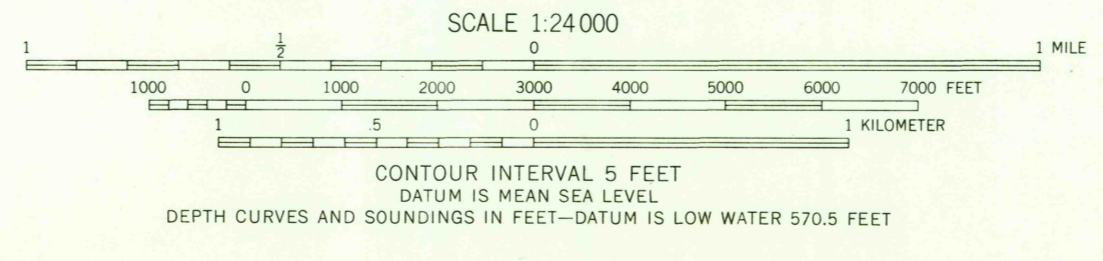 SCALE 1:24 000
1 1/2 0 1 MILE
1000 0 1000 2000 3000 4000 5000 6000 7000 FEET
1 .5 0 1 KILOMETER
CONTOUR INTERVAL 5 FEET
DATUM IS MEAN SEA LEVEL
DEPTH CURVES AND SOUNDINGS IN FEET—DATUM IS LOW WATER 570.5 FEET